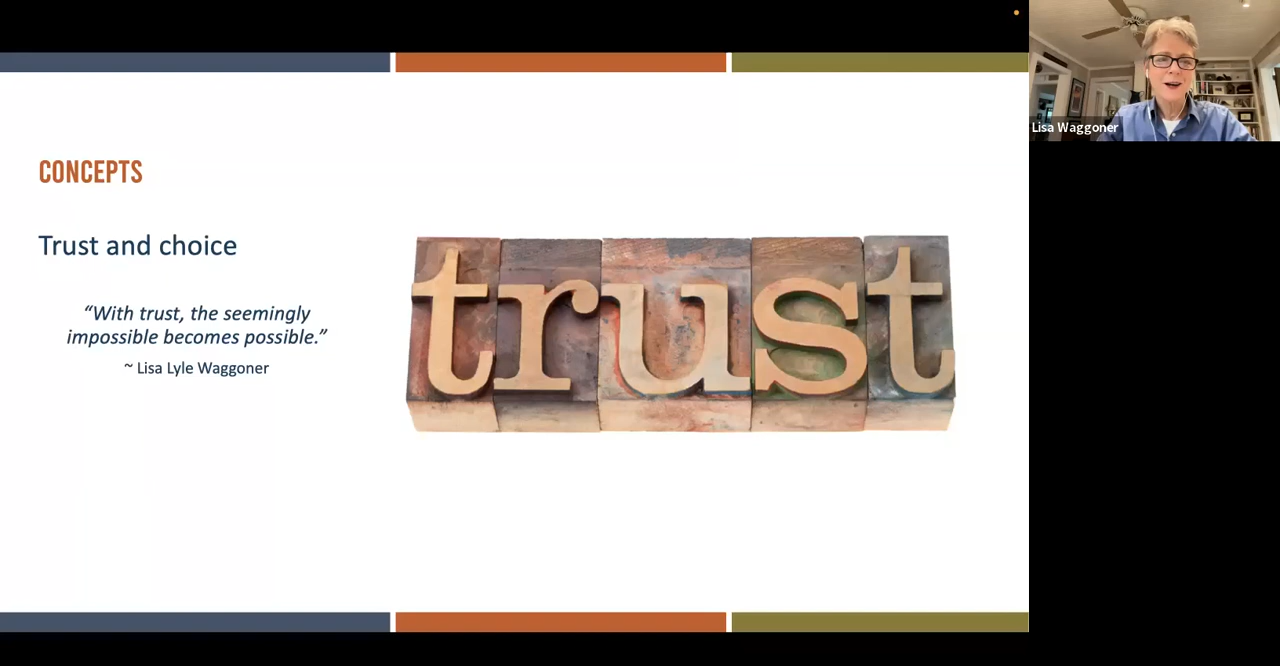 CONCEPTS
Trust and choice
“With trust, the seemingly
impossible becomes possible.”
~ Lisa Lyle Waggoner
trust
Lisa Waggoner